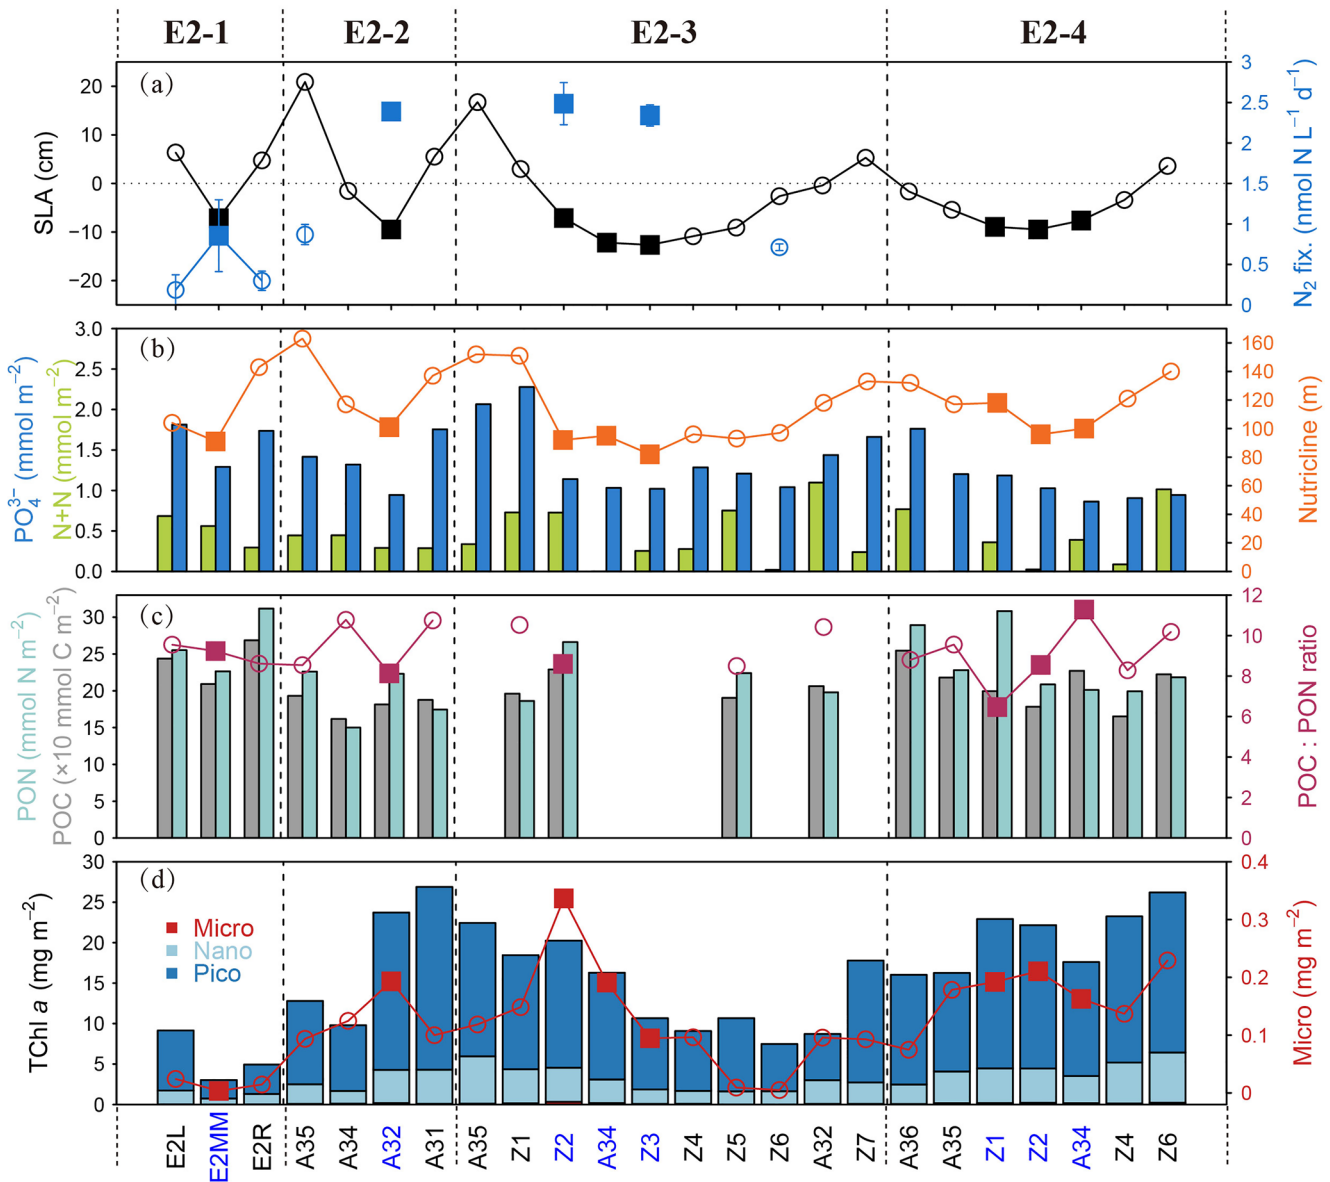 E2-1 E2-2 E2-3 E2-4
(a)
SLA (cm)
20
10
0
−10
−20
3
2.5
2
1.5
1
0.5
0
N₂ fix. (nmol N L⁻¹ d⁻¹)
(b)
PO₄³⁻ (mmol m⁻²)
N+N (mmol m⁻²)
3.0
2.5
2.0
1.5
1.0
0.5
0.0
160
140
120
100
80
60
40
20
0
Nutricline (m)
(c)
PON (mmol N m⁻²)
POC (×10 mmol C m⁻²)
30
25
20
15
10
5
0
12
10
8
6
4
2
0
POC : PON ratio
(d)
TChl a (mg m⁻²)
30
25
20
15
10
5
0
Micro
Nano
Pico
0.4
0.3
0.2
0.1
0
Micro (mg m⁻²)
E2L E2MM E2R A35 A34 A32 A31 A35 Z1 Z2 A34 Z3 Z4 Z5 Z6 A32 Z7 A36 A35 Z1 Z2 A34 Z4 Z6